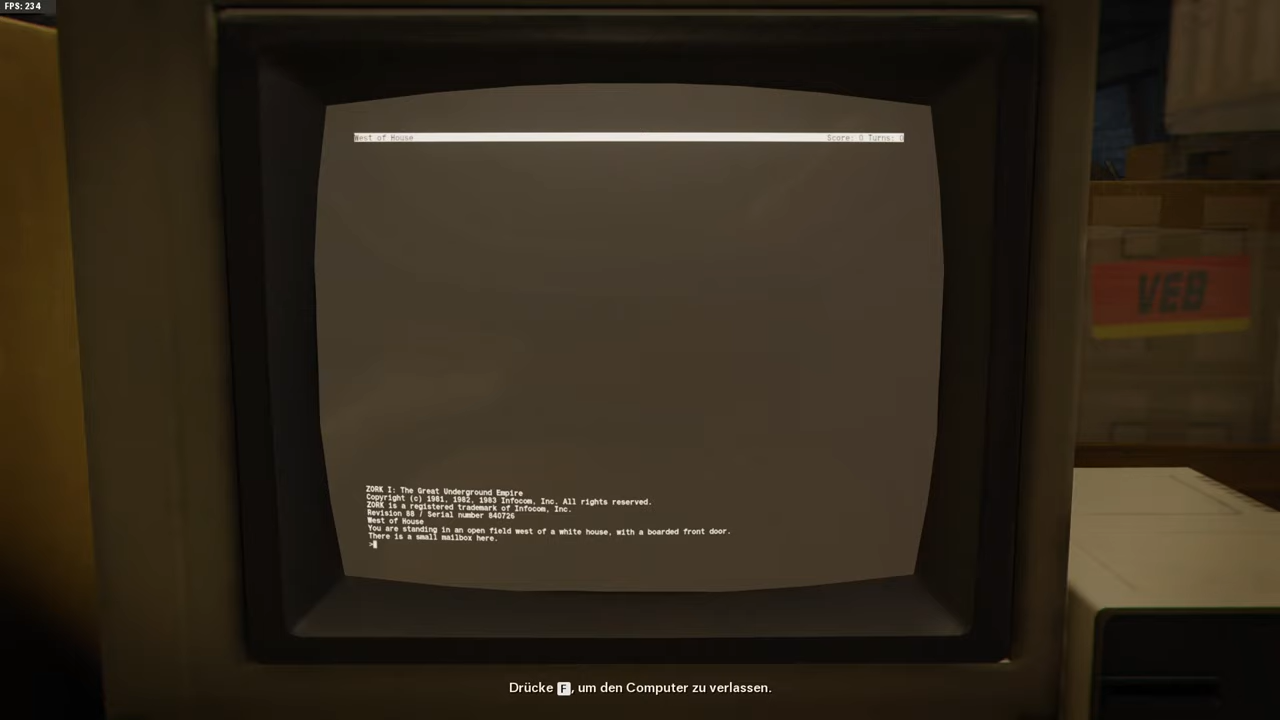 FPS: 234
West of House Score: 0 Turns: 0
VEB
ZORK I: The Great Underground Empire
Copyright (c) 1981, 1982, 1983 Infocom, Inc. All rights reserved.
ZORK is a registered trademark of Infocom, Inc.
Revision 88 / Serial number 840726
West of House
You are standing in an open field west of a white house, with a boarded front door.
There is a small mailbox here.
>
Drücke F, um den Computer zu verlassen.